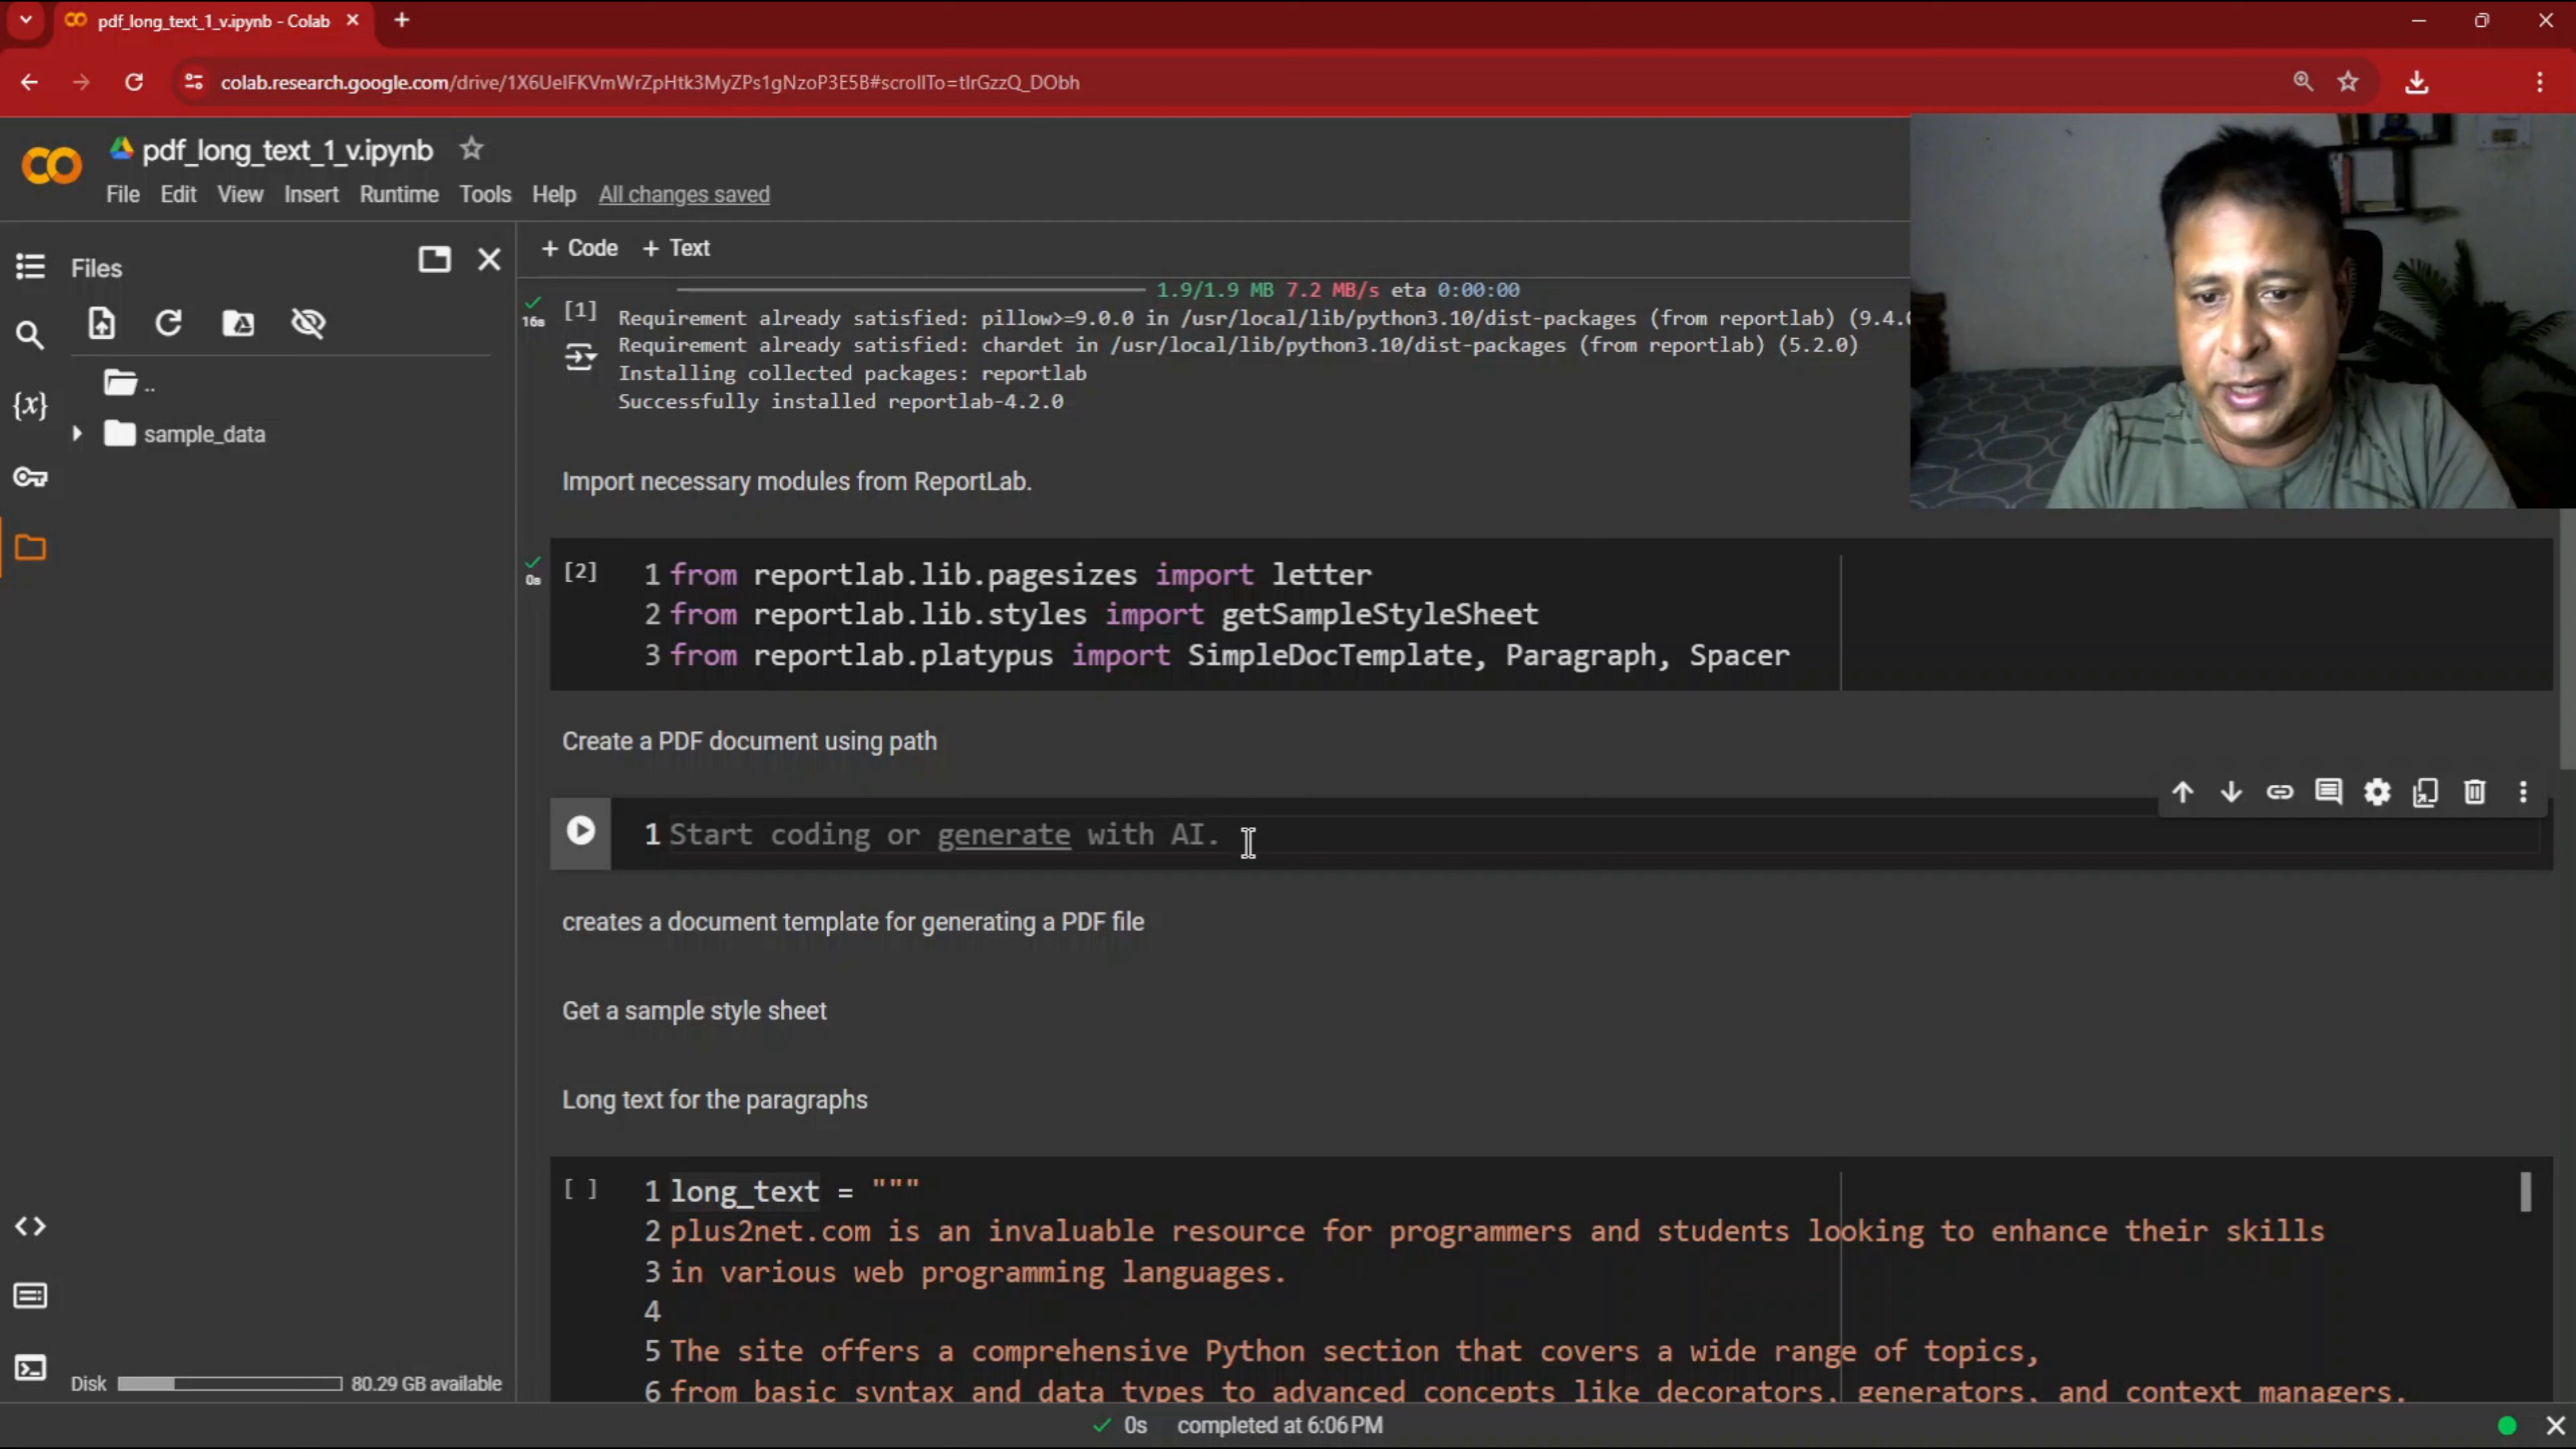 pdf_long_text_1_v.ipynb - Colab
colab.research.google.com/drive/1X6UeIFKVmWrZpHtk3MyZPs1gNzoP3E5B#scrollTo=tIrGzzQ_DObh
pdf_long_text_1_v.ipynb
File Edit View Insert Runtime Tools Help All changes saved
Files
+ Code + Text
..
sample_data
1.9/1.9 MB 7.2 MB/s eta 0:00:00
16s [1] Requirement already satisfied: pillow>=9.0.0 in /usr/local/lib/python3.10/dist-packages (from reportlab) (9.4.
Requirement already satisfied: chardet in /usr/local/lib/python3.10/dist-packages (from reportlab) (5.2.0)
Installing collected packages: reportlab
Successfully installed reportlab-4.2.0
Import necessary modules from ReportLab.
0s [2] 1 from reportlab.lib.pagesizes import letter
2 from reportlab.lib.styles import getSampleStyleSheet
3 from reportlab.platypus import SimpleDocTemplate, Paragraph, Spacer
Create a PDF document using path
1 Start coding or generate with AI.
creates a document template for generating a PDF file
Get a sample style sheet
Long text for the paragraphs
[ ] 1 long_text = """
2 plus2net.com is an invaluable resource for programmers and students looking to enhance their skills
3 in various web programming languages.
4
5 The site offers a comprehensive Python section that covers a wide range of topics,
6 from basic syntax and data types to advanced concepts like decorators, generators, and context managers.
Disk 80.29 GB available
0s completed at 6:06 PM